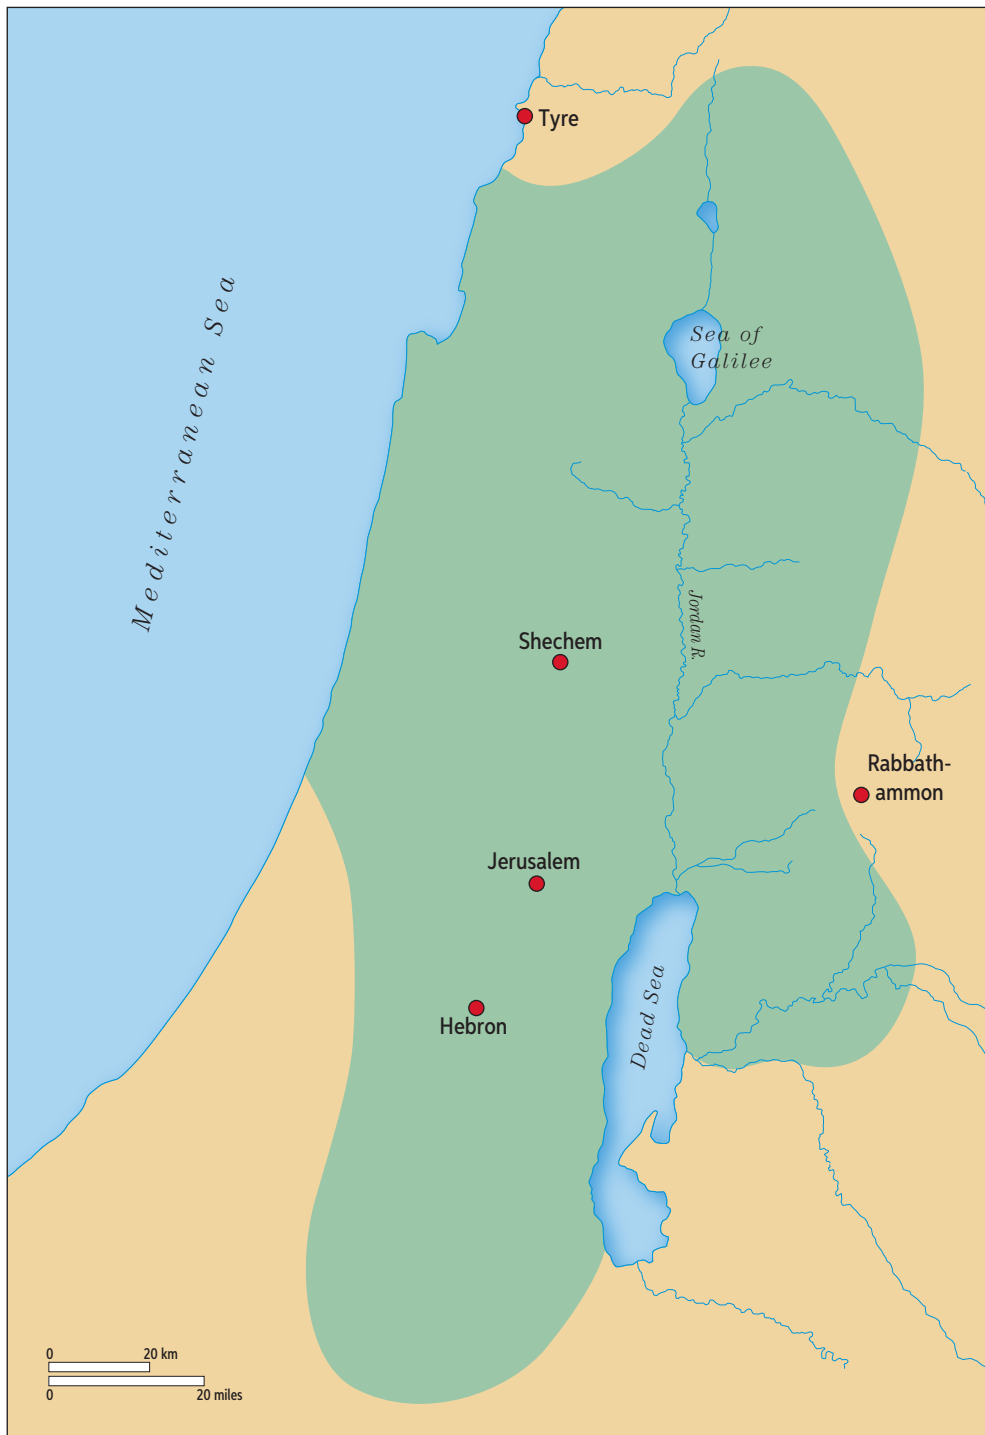 Tyre
Mediterranean Sea
Sea of
Galilee
Jordan R.
Shechem
Rabbath-
ammon
Jerusalem
Dead Sea
Hebron
0 20 km
0 20 miles